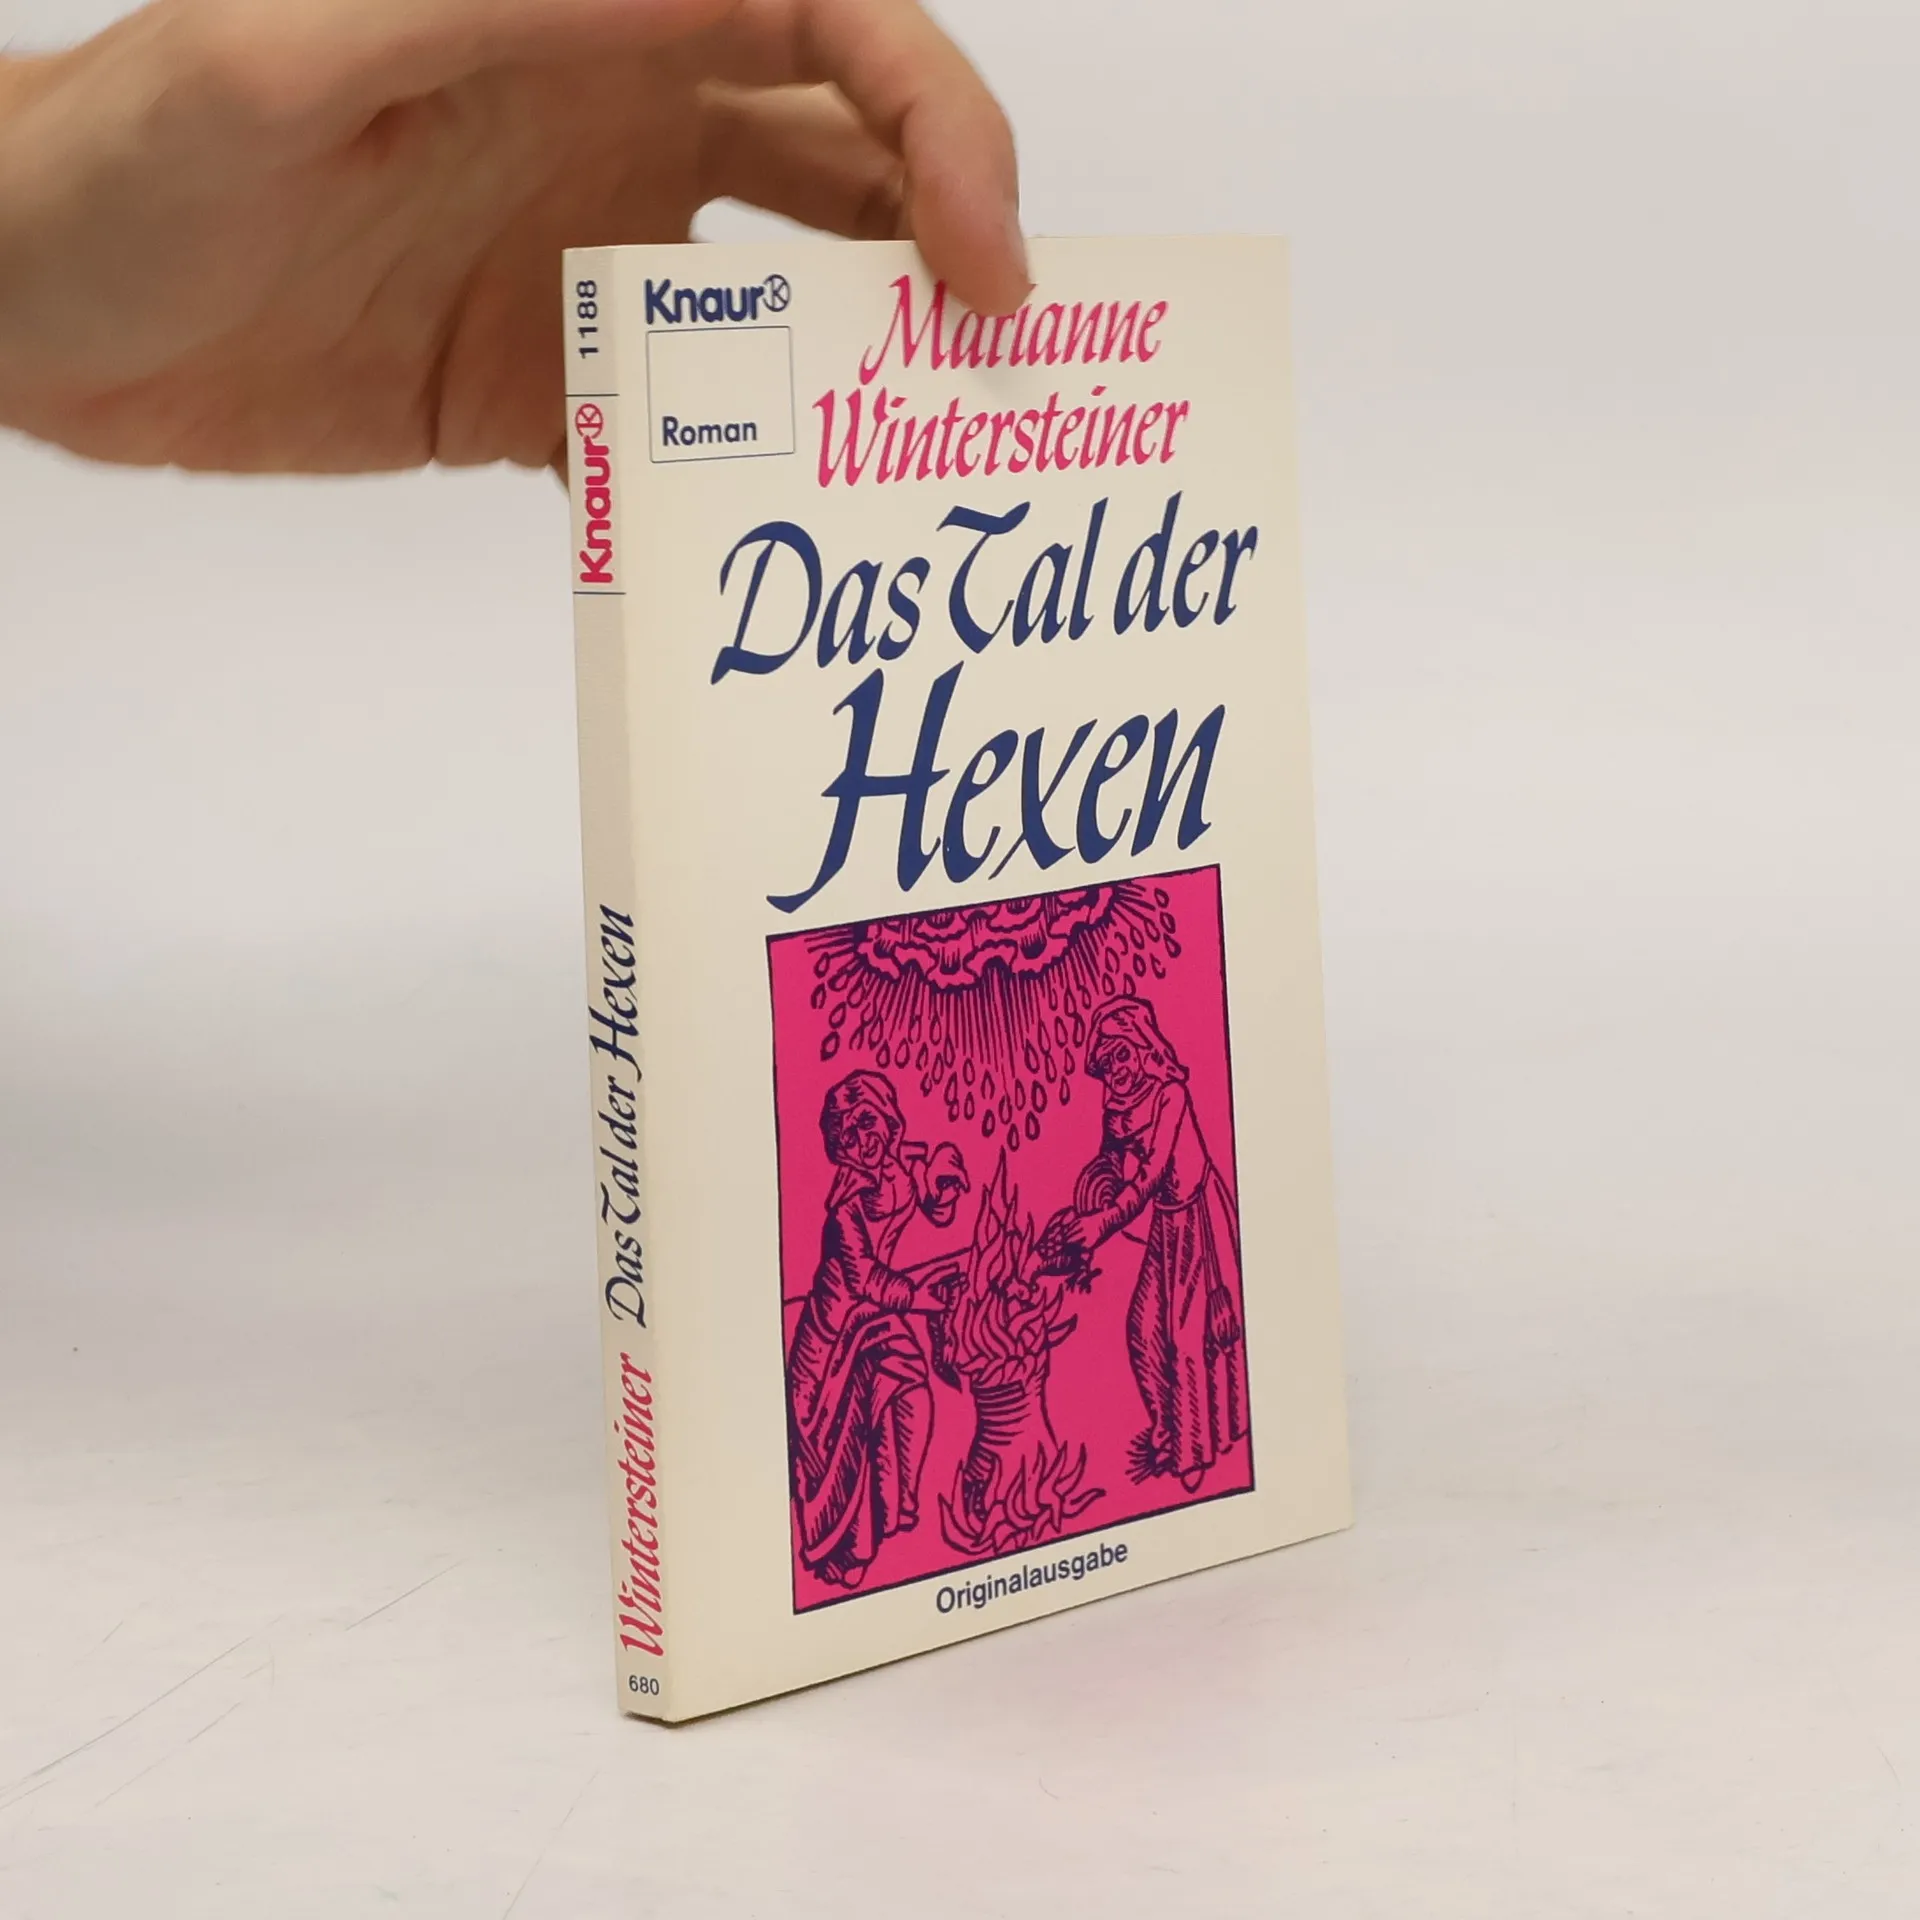 1188
Knaur
Das Tal der Hexen
Wintersteiner
680
Knaur
Roman
Marianne
Wintersteiner
Das Tal der
Hexen
Originalausgabe